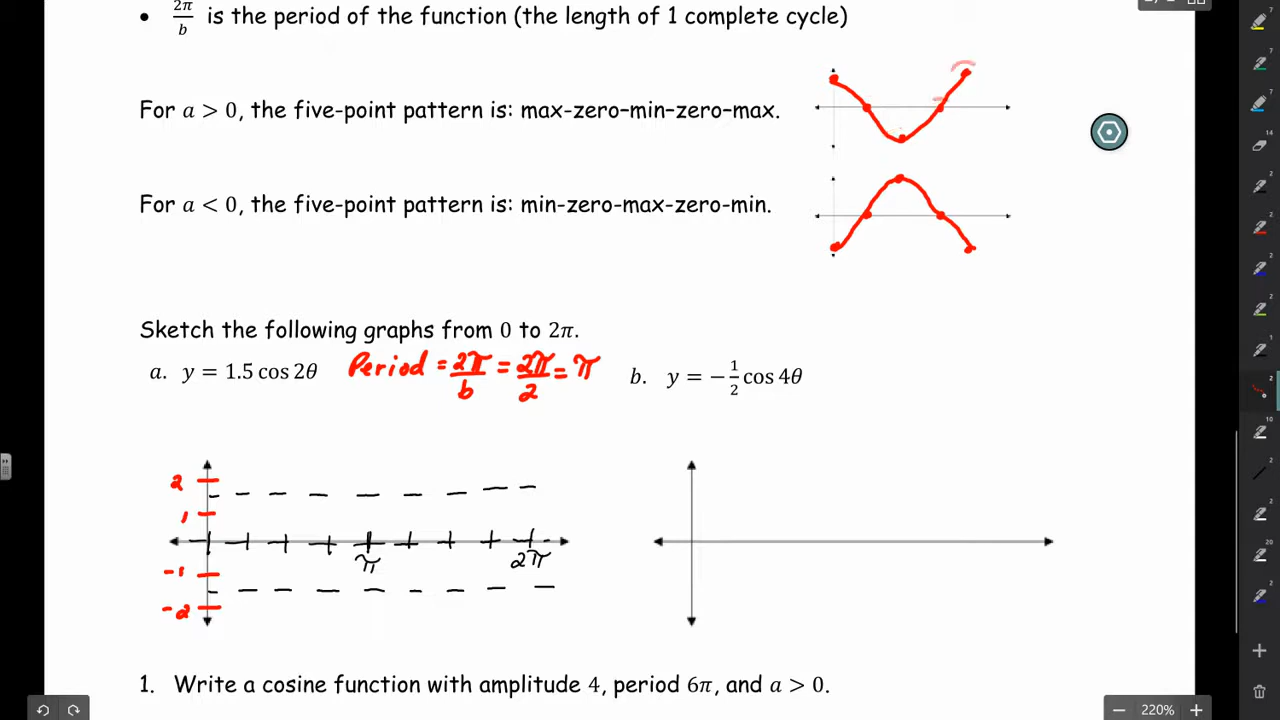 • 2π/b is the period of the function (the length of 1 complete cycle)
For a > 0, the five-point pattern is: max-zero-min-zero-max.
For a < 0, the five-point pattern is: min-zero-max-zero-min.
Sketch the following graphs from 0 to 2π.
a. y = 1.5 cos 2θ Period = 2π/b = 2π/2 = π
b. y = −1/2 cos 4θ
2
1
-1
-2
π
2π
1. Write a cosine function with amplitude 4, period 6π, and a > 0.
220%